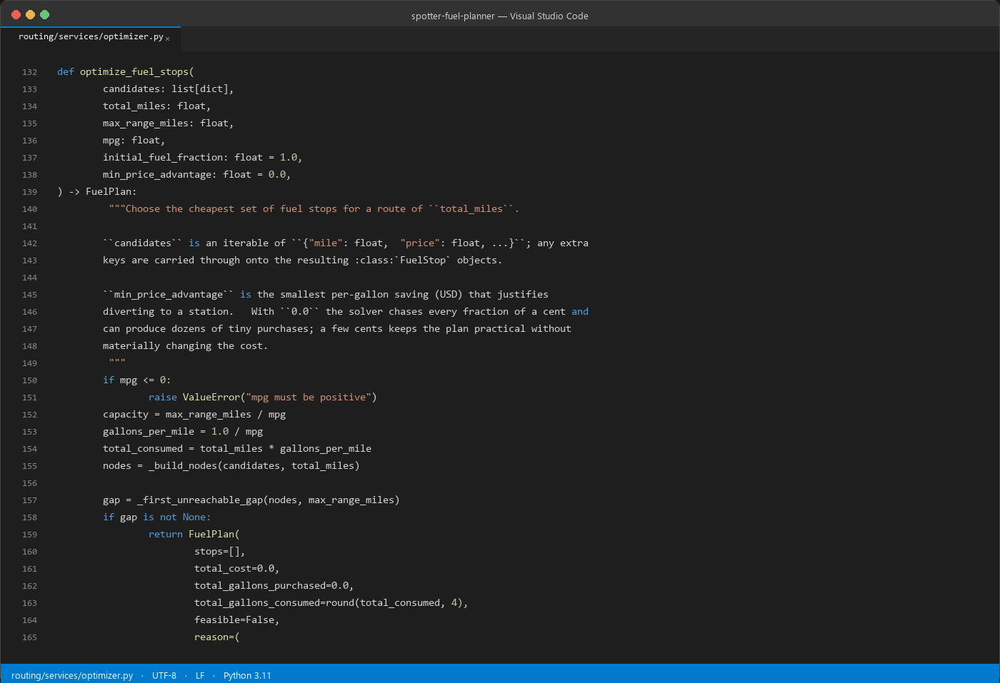 spotter-fuel-planner — Visual Studio Code
routing/services/optimizer.py ×
132 def optimize_fuel_stops(
133 candidates: list[dict],
134 total_miles: float,
135 max_range_miles: float,
136 mpg: float,
137 initial_fuel_fraction: float = 1.0,
138 min_price_advantage: float = 0.0,
139 ) -> FuelPlan:
140 """Choose the cheapest set of fuel stops for a route of ``total_miles``.
141
142 ``candidates`` is an iterable of ``{"mile": float,  "price": float, ...}``; any extra
143 keys are carried through onto the resulting :class:`FuelStop` objects.
144
145 ``min_price_advantage`` is the smallest per-gallon saving (USD) that justifies
146 diverting to a station.   With ``0.0`` the solver chases every fraction of a cent and
147 can produce dozens of tiny purchases; a few cents keeps the plan practical without
148 materially changing the cost.
149 """
150 if mpg <= 0:
151 raise ValueError("mpg must be positive")
152 capacity = max_range_miles / mpg
153 gallons_per_mile = 1.0 / mpg
154 total_consumed = total_miles * gallons_per_mile
155 nodes = _build_nodes(candidates, total_miles)
156
157 gap = _first_unreachable_gap(nodes, max_range_miles)
158 if gap is not None:
159 return FuelPlan(
160 stops=[],
161 total_cost=0.0,
162 total_gallons_purchased=0.0,
163 total_gallons_consumed=round(total_consumed, 4),
164 feasible=False,
165 reason=(
routing/services/optimizer.py · UTF-8 · LF · Python 3.11